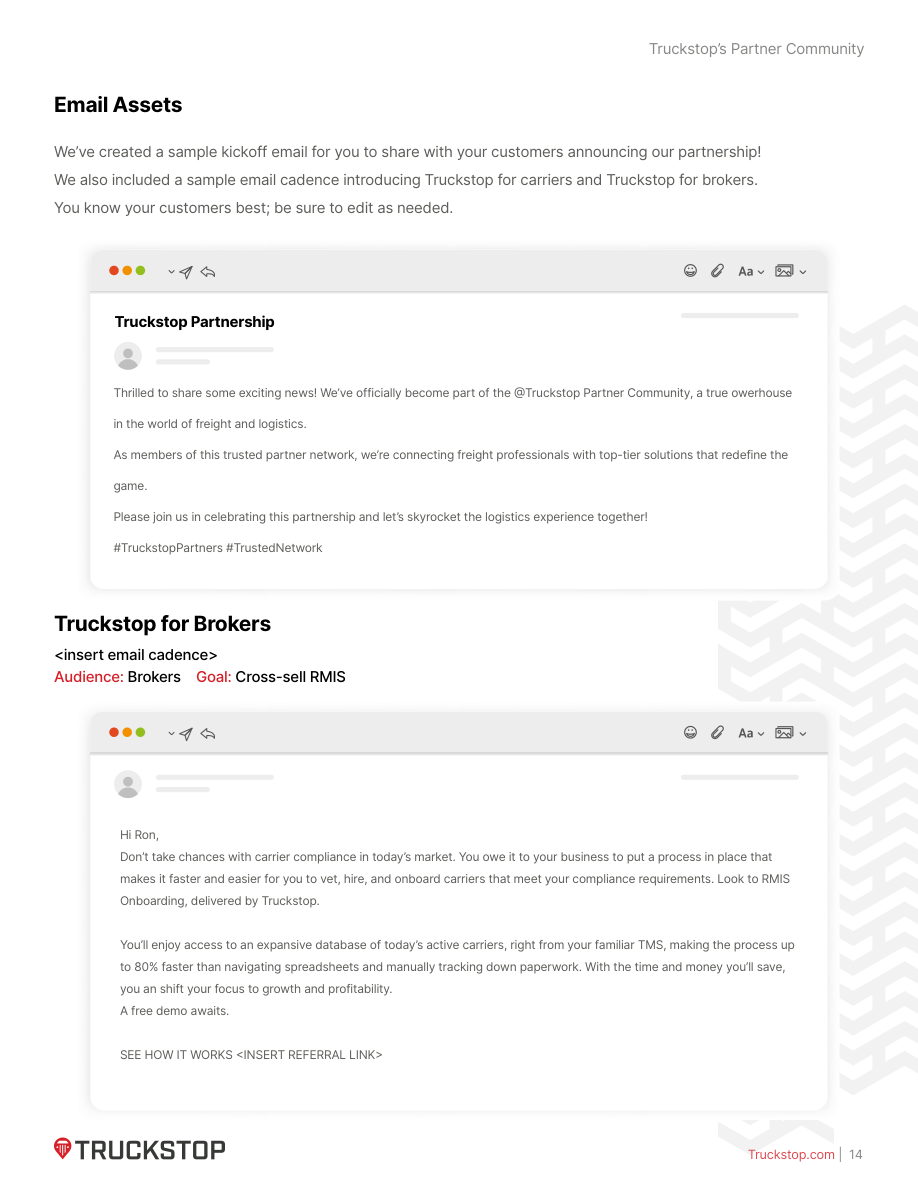 Truckstop’s Partner Community
Email Assets
We’ve created a sample kickoff email for you to share with your customers announcing our partnership!
We also included a sample email cadence introducing Truckstop for carriers and Truckstop for brokers.
You know your customers best; be sure to edit as needed.
Aa
Truckstop Partnership
Thrilled to share some exciting news! We’ve officially become part of the @Truckstop Partner Community, a true owerhouse
in the world of freight and logistics.
As members of this trusted partner network, we’re connecting freight professionals with top-tier solutions that redefine the
game.
Please join us in celebrating this partnership and let’s skyrocket the logistics experience together!
#TruckstopPartners #TrustedNetwork
Truckstop for Brokers
<insert email cadence>
Audience: Brokers Goal: Cross-sell RMIS
Aa
Hi Ron,
Don’t take chances with carrier compliance in today’s market. You owe it to your business to put a process in place that
makes it faster and easier for you to vet, hire, and onboard carriers that meet your compliance requirements. Look to RMIS
Onboarding, delivered by Truckstop.
You’ll enjoy access to an expansive database of today’s active carriers, right from your familiar TMS, making the process up
to 80% faster than navigating spreadsheets and manually tracking down paperwork. With the time and money you’ll save,
you an shift your focus to growth and profitability.
A free demo awaits.
SEE HOW IT WORKS <INSERT REFERRAL LINK>
TRUCKSTOP
Truckstop.com | 14